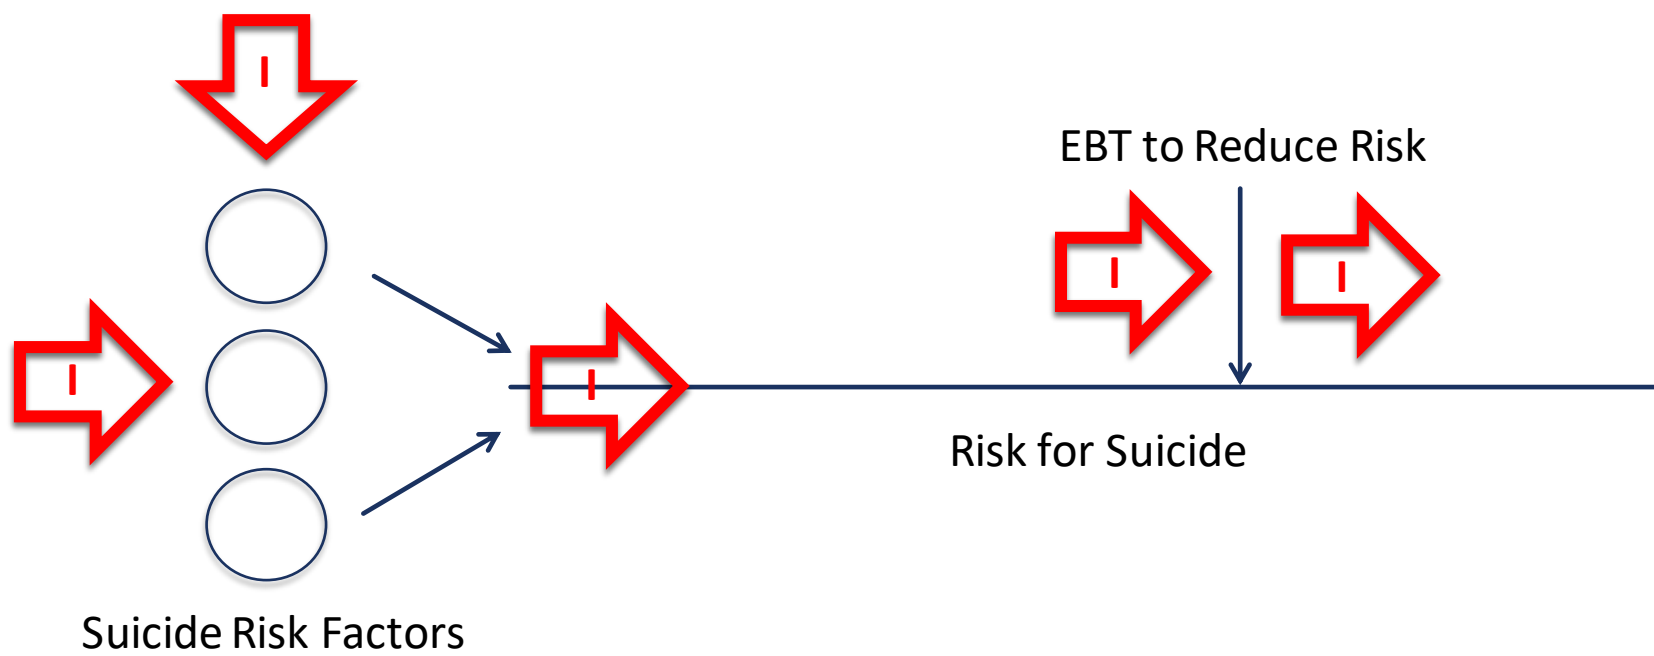 I
EBT to Reduce Risk
I
I
I
I
Risk for Suicide
Suicide Risk Factors